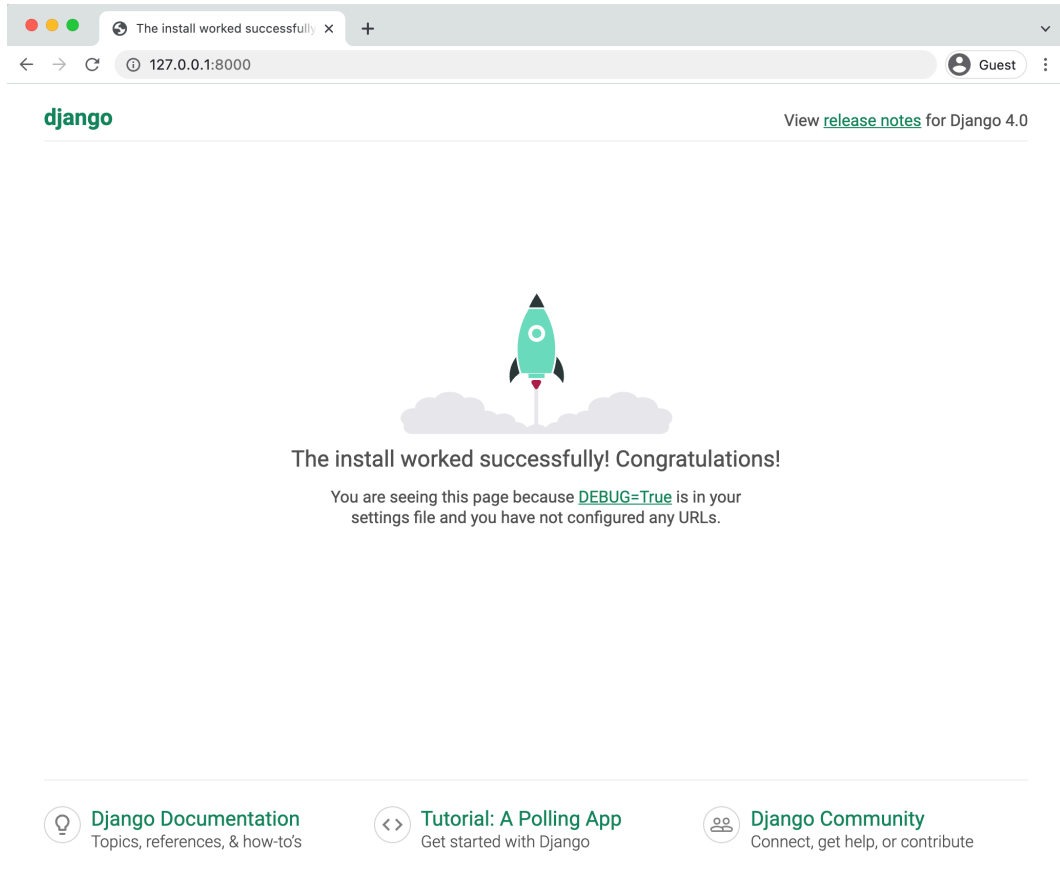 The install worked successfully
127.0.0.1:8000
Guest
django
View release notes for Django 4.0
The install worked successfully! Congratulations!
You are seeing this page because DEBUG=True is in your
settings file and you have not configured any URLs.
Django Documentation
Topics, references, & how-to's
Tutorial: A Polling App
Get started with Django
Django Community
Connect, get help, or contribute